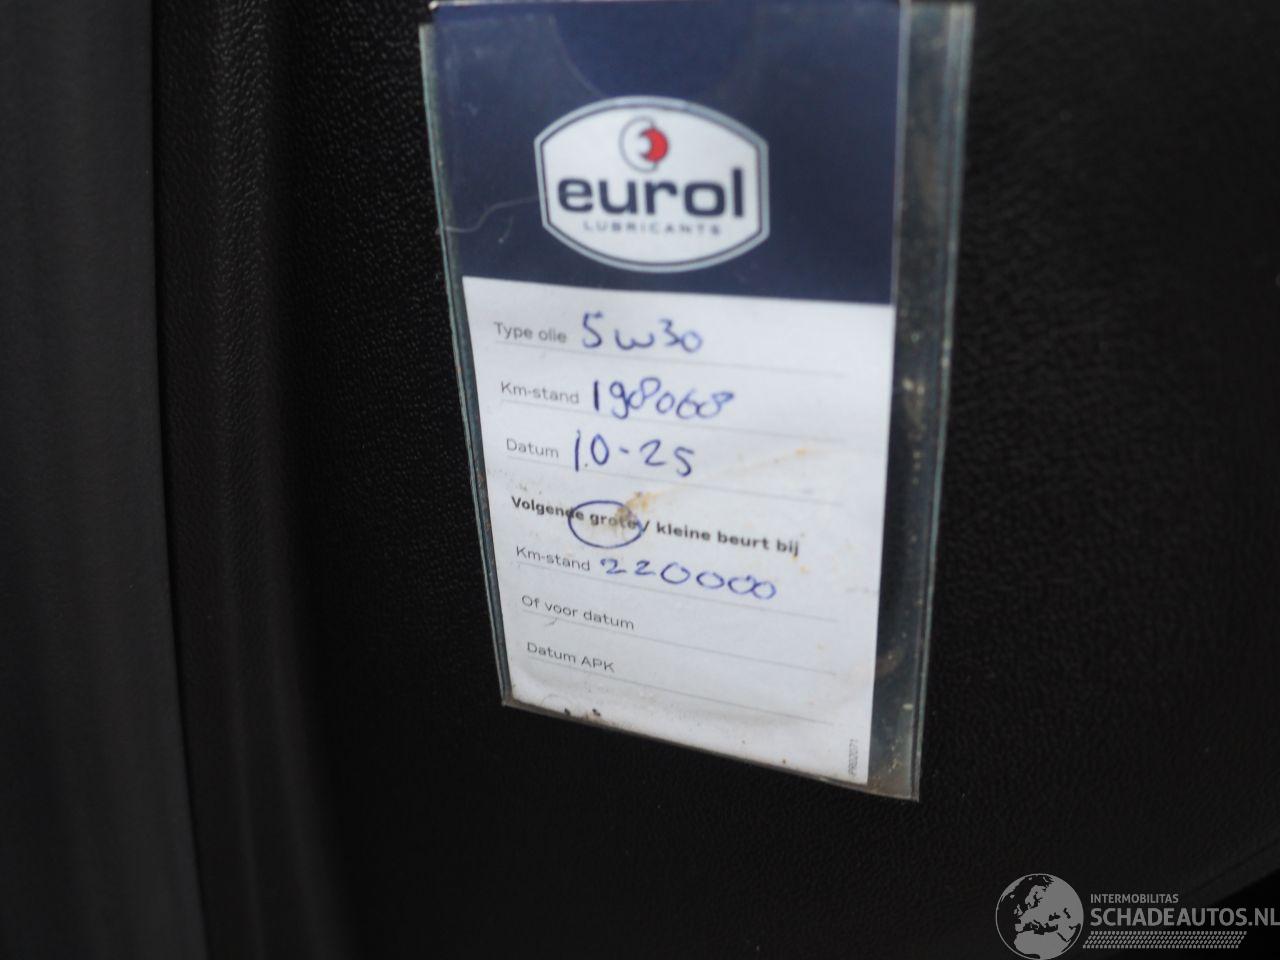 eurol
LUBRICANTS
Type olie 5w30
Km-stand 198068
Datum 10-25
Volgende grote / kleine beurt bij
Km-stand 220000
Of voor datum
Datum APK
PR02071
INTERMOBILITAS
SCHADEAUTOS.NL